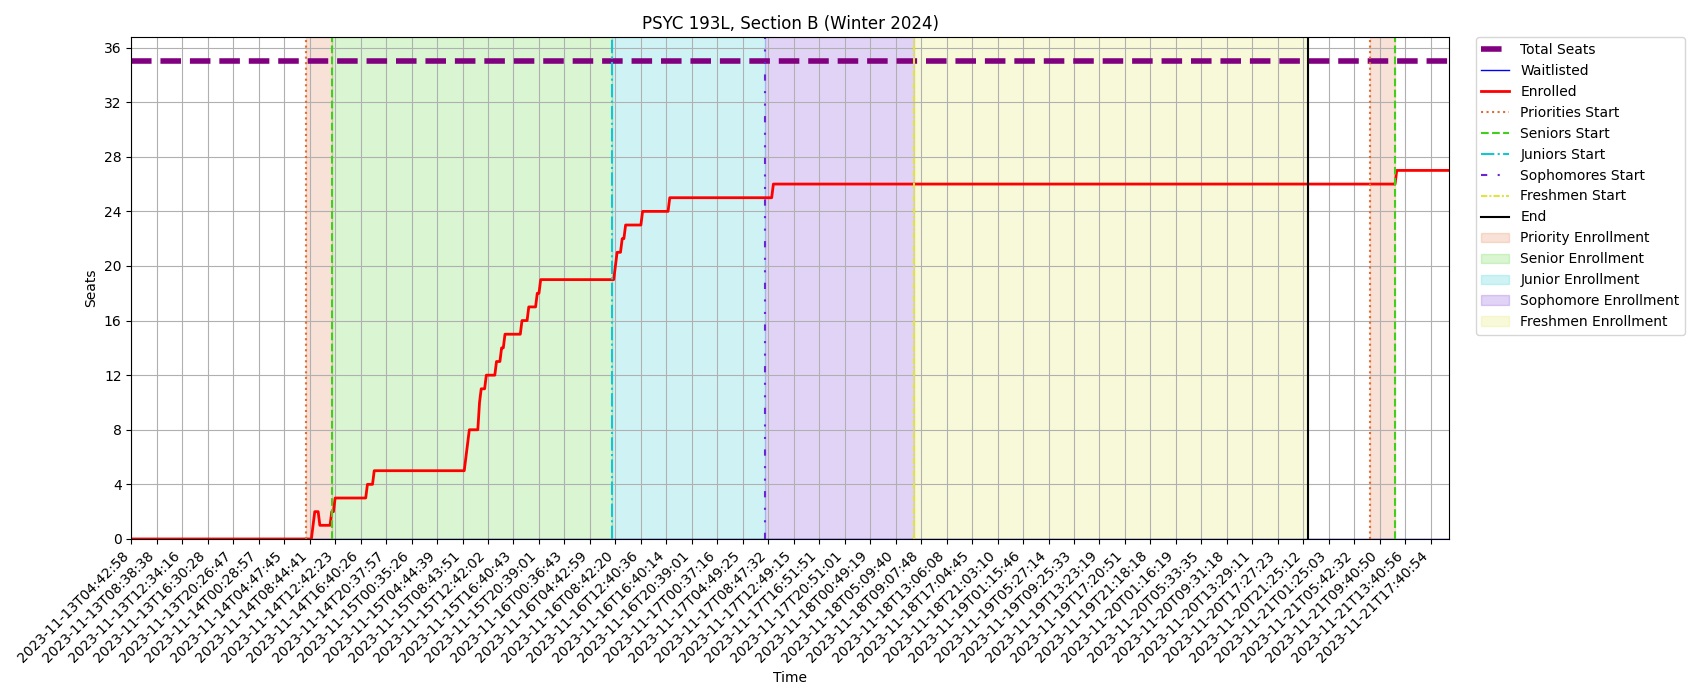 PSYC 193L, Section B (Winter 2024)
Seats
36
32
28
24
20
16
12
8
4
0
2023-11-13T04:42:58
2023-11-13T08:38:38
2023-11-13T12:34:16
2023-11-13T16:30:28
2023-11-13T20:26:47
2023-11-14T00:28:57
2023-11-14T04:47:45
2023-11-14T08:44:41
2023-11-14T12:42:23
2023-11-14T16:40:26
2023-11-14T20:37:57
2023-11-15T00:35:26
2023-11-15T04:44:39
2023-11-15T08:43:51
2023-11-15T12:42:02
2023-11-15T16:40:43
2023-11-15T20:39:01
2023-11-16T00:36:43
2023-11-16T04:42:59
2023-11-16T08:42:20
2023-11-16T12:40:36
2023-11-16T16:40:14
2023-11-16T20:39:01
2023-11-17T00:37:16
2023-11-17T04:49:25
2023-11-17T08:47:32
2023-11-17T12:49:15
2023-11-17T16:51:51
2023-11-17T20:51:01
2023-11-18T00:49:19
2023-11-18T05:09:40
2023-11-18T09:07:48
2023-11-18T13:06:08
2023-11-18T17:04:45
2023-11-18T21:03:10
2023-11-19T01:15:46
2023-11-19T05:27:14
2023-11-19T09:25:33
2023-11-19T13:23:19
2023-11-19T17:20:51
2023-11-19T21:18:18
2023-11-20T01:16:19
2023-11-20T05:33:35
2023-11-20T09:31:18
2023-11-20T13:29:11
2023-11-20T17:27:23
2023-11-20T21:25:12
2023-11-21T01:25:03
2023-11-21T05:42:32
2023-11-21T09:40:50
2023-11-21T13:40:56
2023-11-21T17:40:54
Time
Total Seats
Waitlisted
Enrolled
Priorities Start
Seniors Start
Juniors Start
Sophomores Start
Freshmen Start
End
Priority Enrollment
Senior Enrollment
Junior Enrollment
Sophomore Enrollment
Freshmen Enrollment